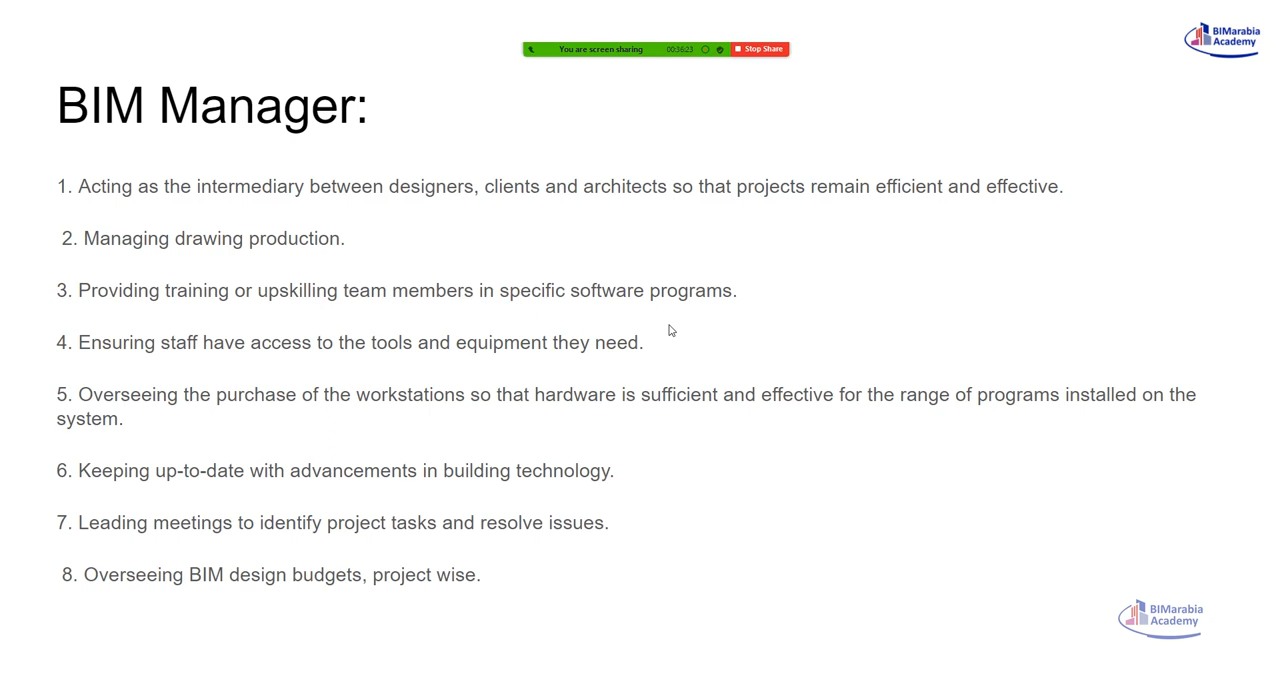 BIMarabia
Academy
You are screen sharing 00:36:23 Stop Share
BIM Manager:
1. Acting as the intermediary between designers, clients and architects so that projects remain efficient and effective.
2. Managing drawing production.
3. Providing training or upskilling team members in specific software programs.
4. Ensuring staff have access to the tools and equipment they need.
5. Overseeing the purchase of the workstations so that hardware is sufficient and effective for the range of programs installed on the
system.
6. Keeping up-to-date with advancements in building technology.
7. Leading meetings to identify project tasks and resolve issues.
8. Overseeing BIM design budgets, project wise.
BIMarabia
Academy